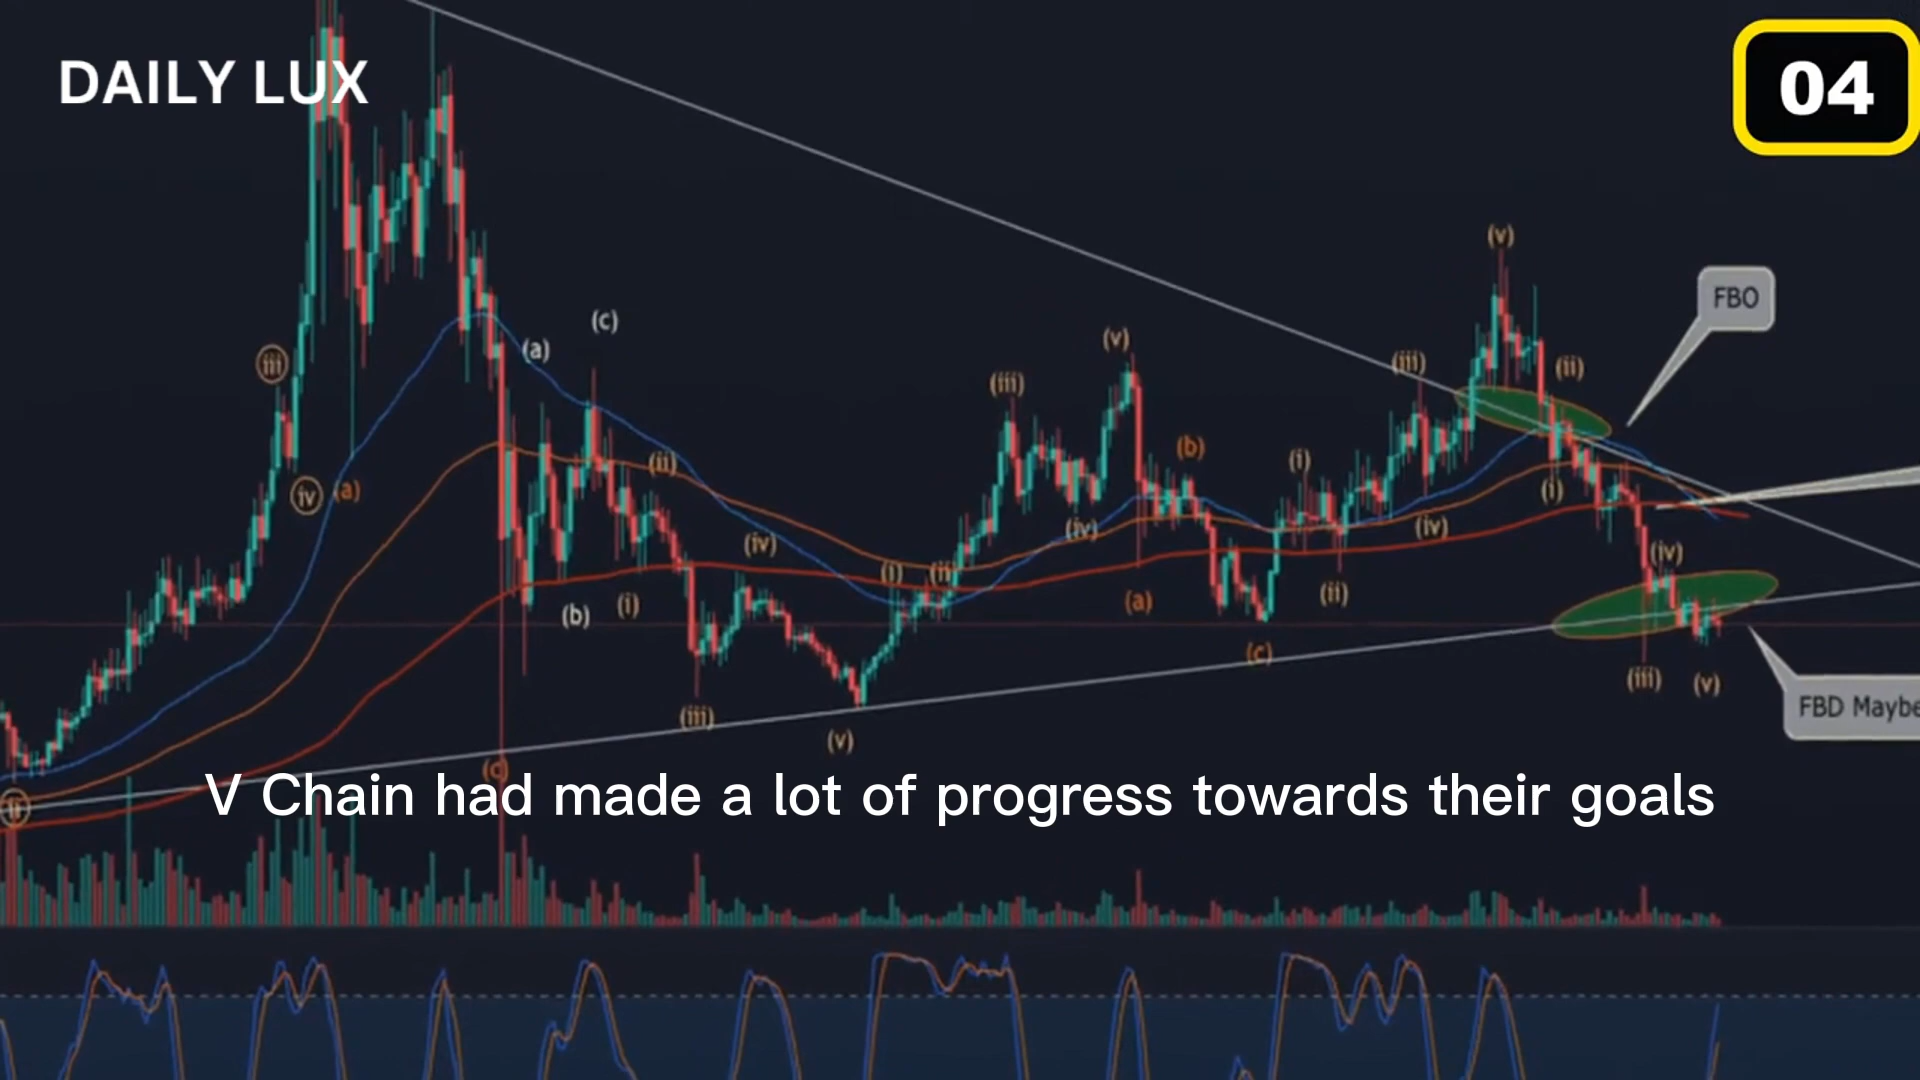 DAILY LUX
04
(v)
FBO
(c)
(a)
(v)
(iii)
(ii)
iii
(iii)
(b)
(i)
(ii)
iv
(a)
(i)
(iv)
(iv)
(iv)
(iv)
(i)
(ii)
(b)
(i)
(a)
(ii)
(c)
(iii)
(v)
(iii)
FBD Maybe
(v)
(c)
V Chain had made a lot of progress towards their goals
ii